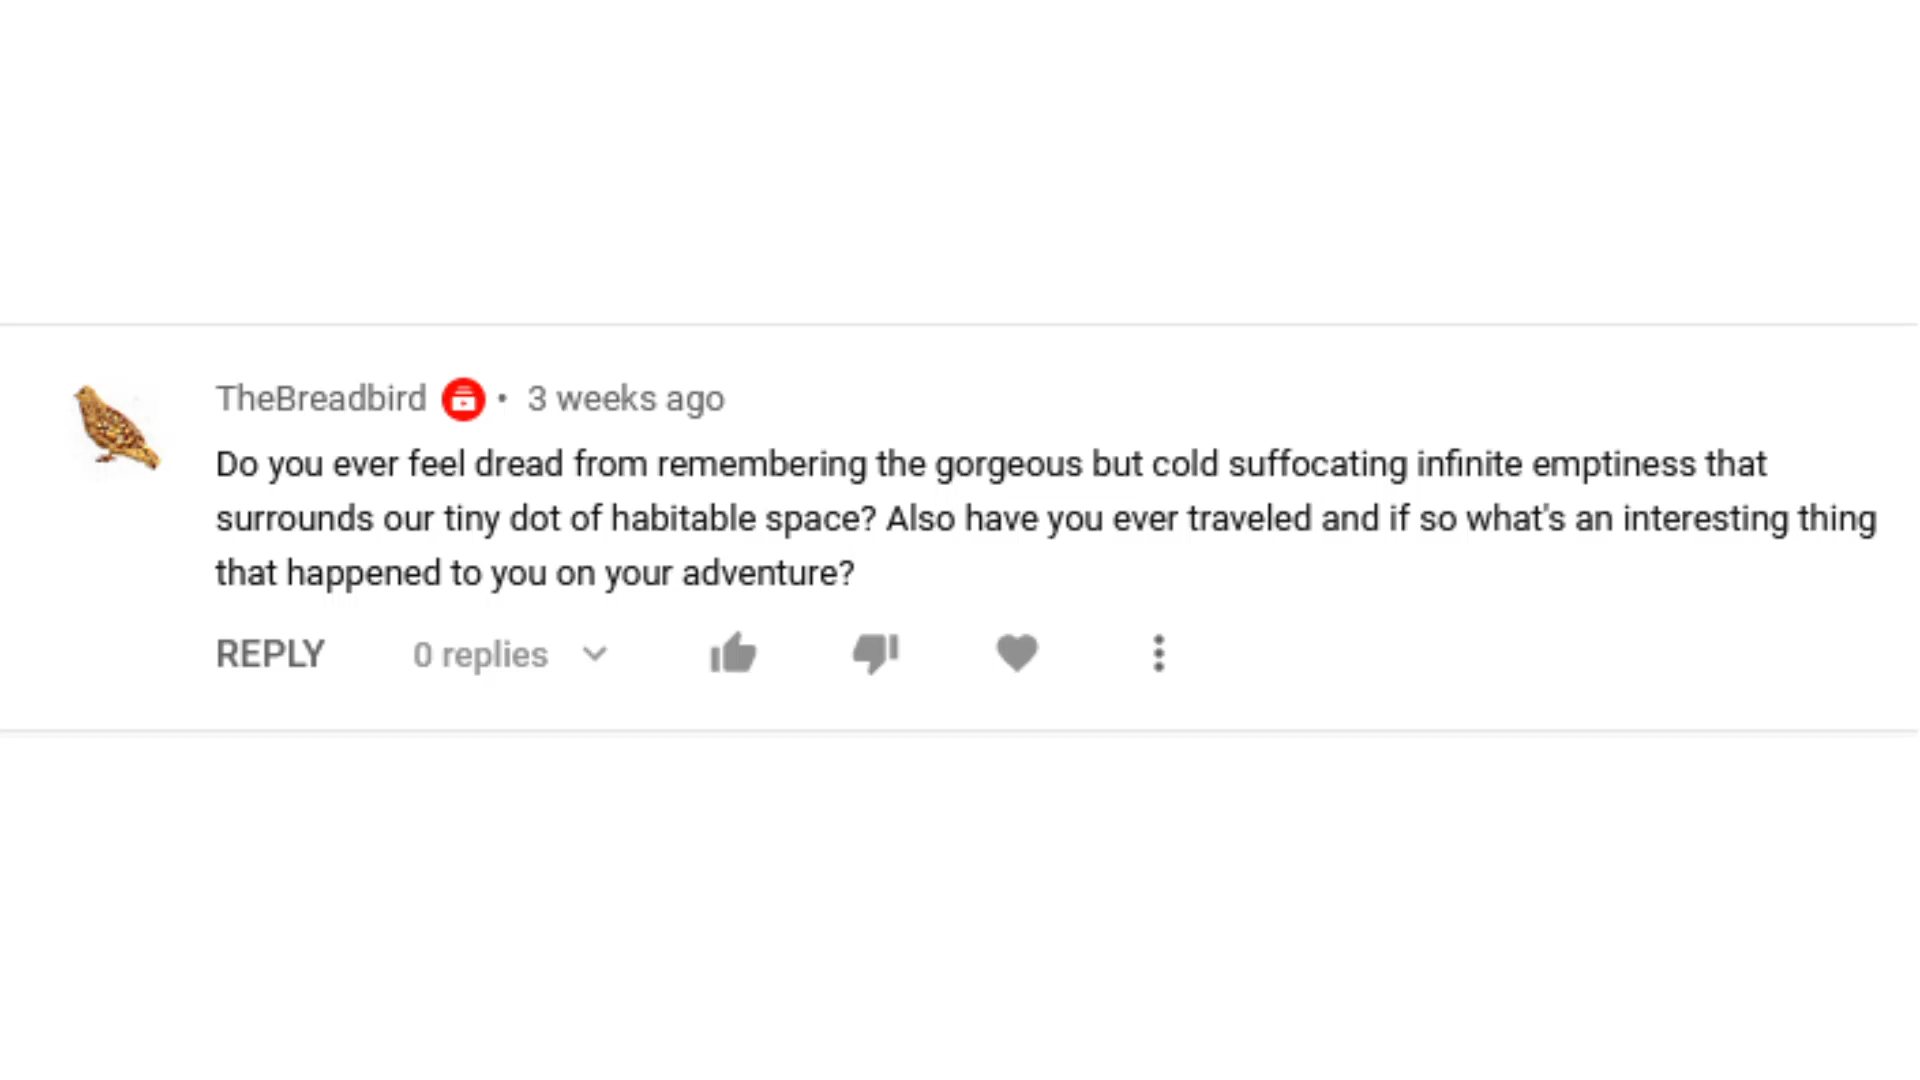 TheBreadbird • 3 weeks ago
Do you ever feel dread from remembering the gorgeous but cold suffocating infinite emptiness that
surrounds our tiny dot of habitable space? Also have you ever traveled and if so what's an interesting thing
that happened to you on your adventure?
REPLY 0 replies